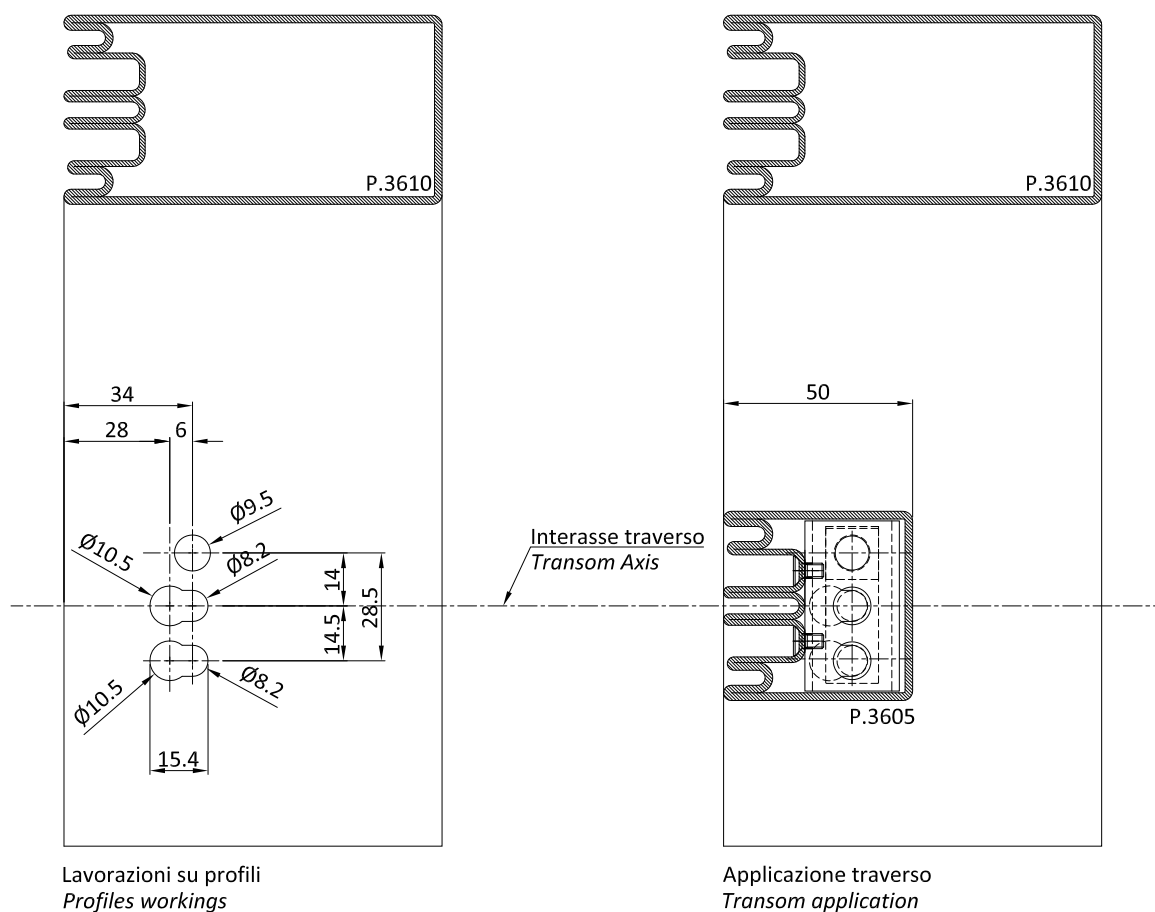 P.3610
P.3610
34
28
6
50
Ø9.5
Ø10.5
Ø8.2
14
28.5
14.5
Interasse traverso
Transom Axis
Ø10.5
Ø8.2
15.4
P.3605
Lavorazioni su profili
Profiles workings
Applicazione traverso
Transom application